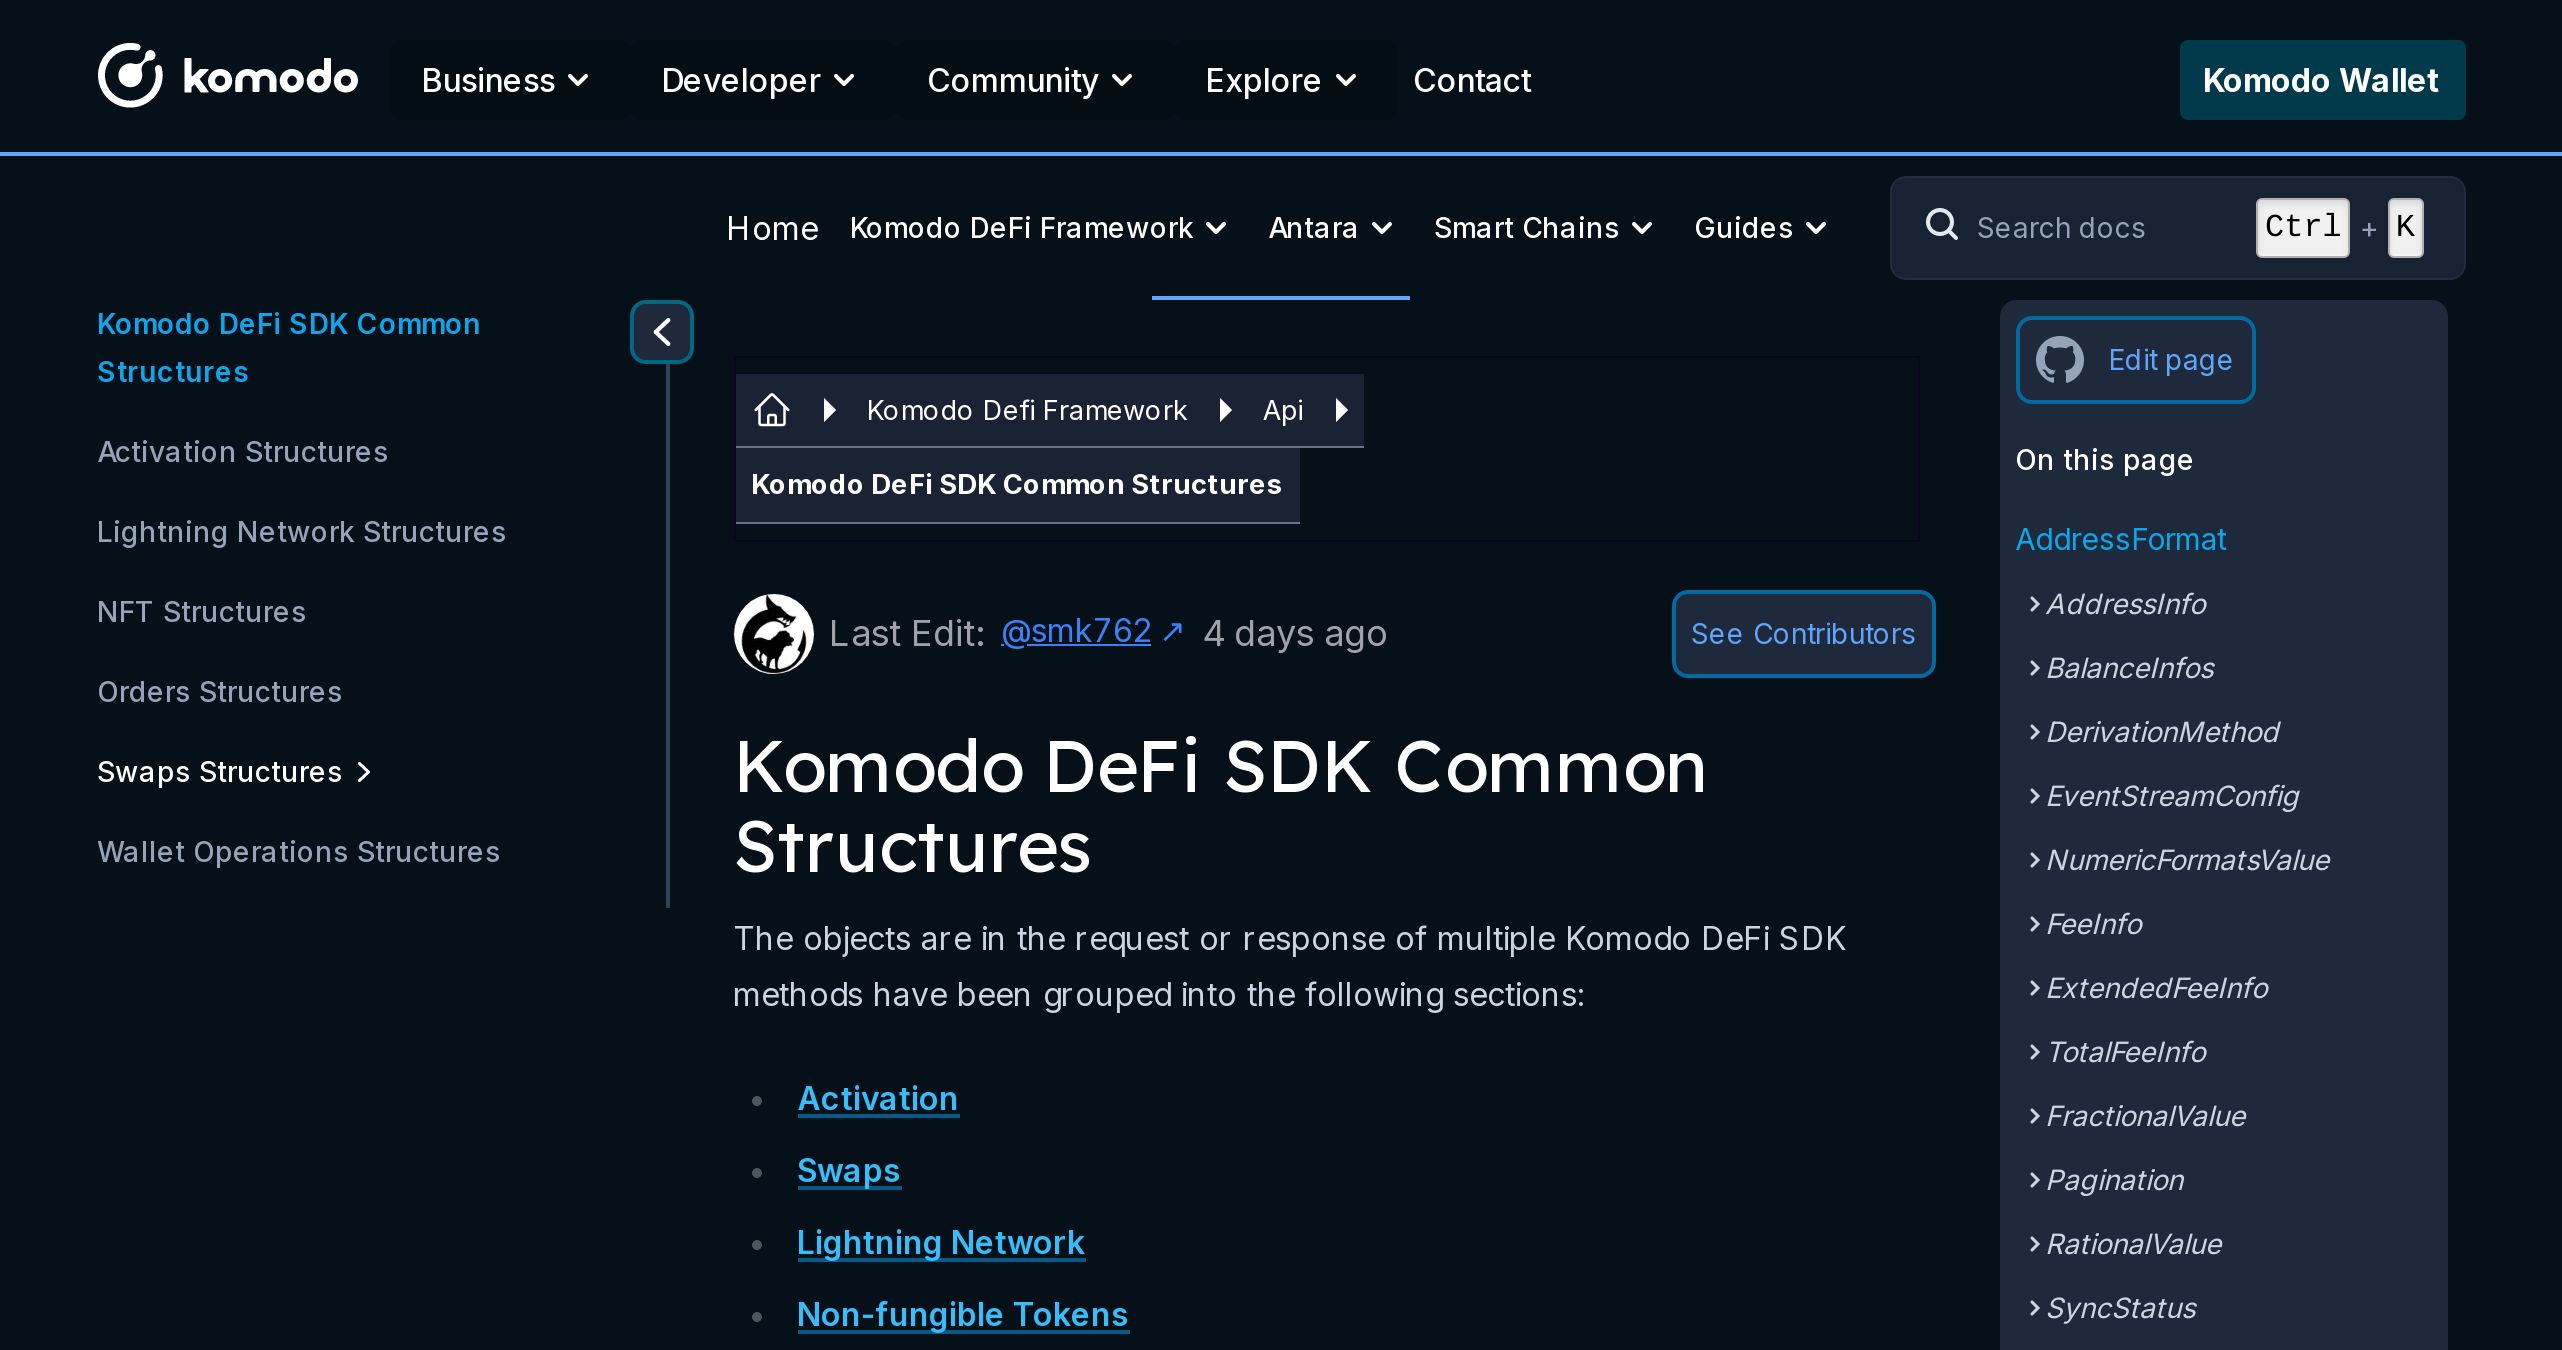 komodo
Business
Developer
Community
Explore
Contact
Komodo Wallet
Home
Komodo DeFi Framework
Antara
Smart Chains
Guides
Search docs
Ctrl + K
Komodo DeFi SDK Common
Structures
Activation Structures
Lightning Network Structures
NFT Structures
Orders Structures
Swaps Structures
Wallet Operations Structures
Komodo Defi Framework
Api
Komodo DeFi SDK Common Structures
Last Edit: @smk762 ↗ 4 days ago
See Contributors
Komodo DeFi SDK Common
Structures
The objects are in the request or response of multiple Komodo DeFi SDK
methods have been grouped into the following sections:
Activation
Swaps
Lightning Network
Non-fungible Tokens
Edit page
On this page
AddressFormat
AddressInfo
BalanceInfos
DerivationMethod
EventStreamConfig
NumericFormatsValue
FeeInfo
ExtendedFeeInfo
TotalFeeInfo
FractionalValue
Pagination
RationalValue
SyncStatus